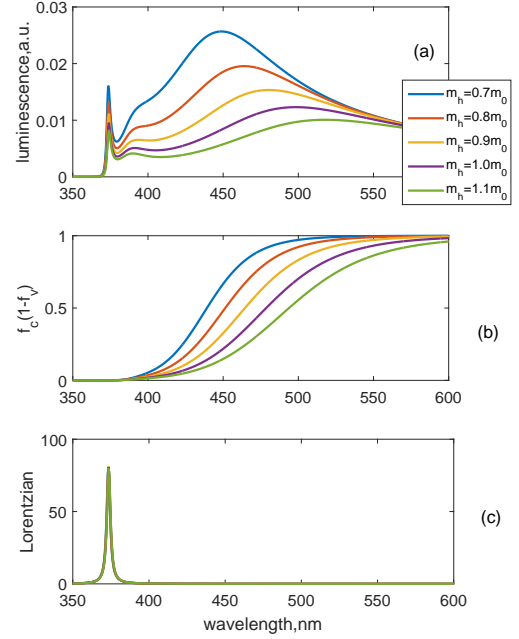 0.03
0.02
0.01
0
luminescence,a.u.
(a)
m_h=0.7m_0
m_h=0.8m_0
m_h=0.9m_0
m_h=1.0m_0
m_h=1.1m_0
350 400 450 500 550 600
1
0.5
0
f_c(1-f_v)
(b)
350 400 450 500 550 600
100
50
0
Lorentzian
(c)
350 400 450 500 550 600
wavelength,nm